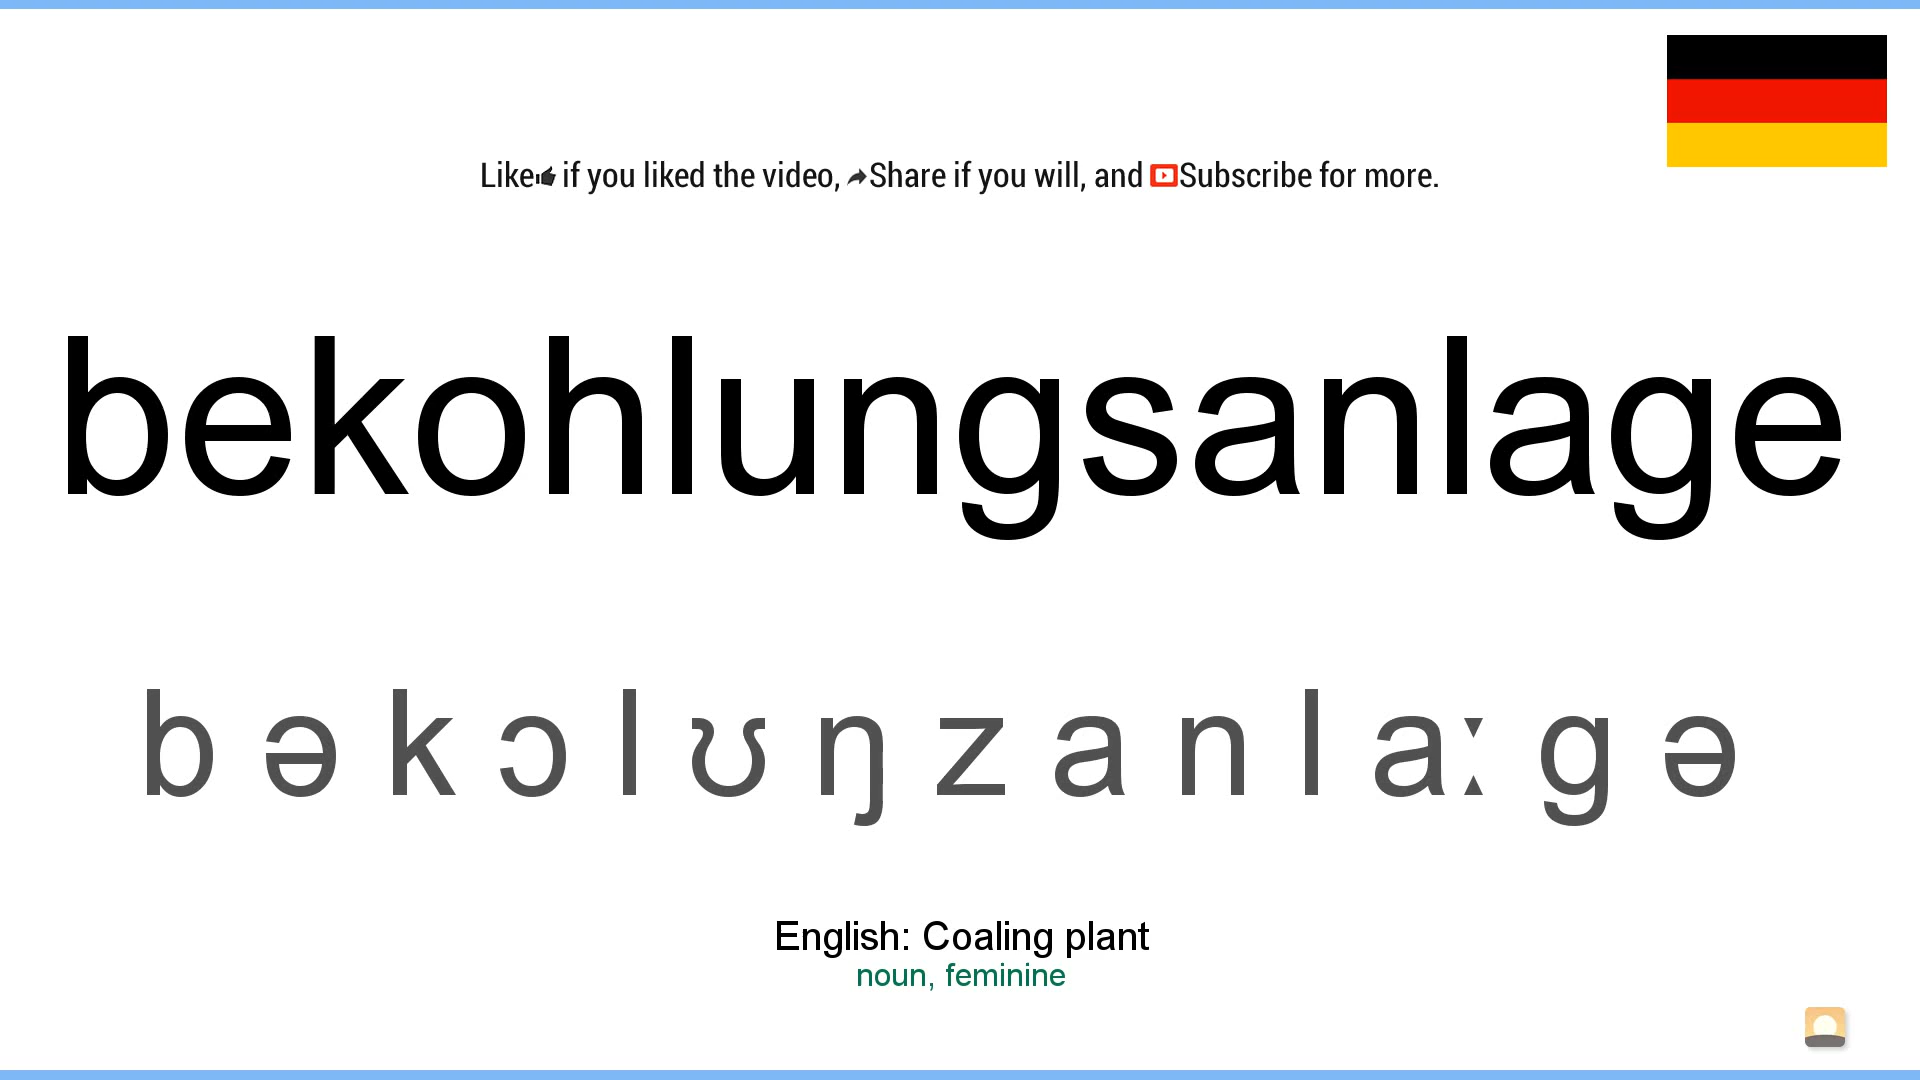 Like if you liked the video, Share if you will, and Subscribe for more.
bekohlungsanlage
b ə k ɔ l ʊ ŋ z a n l aː g ə
English: Coaling plant
noun, feminine